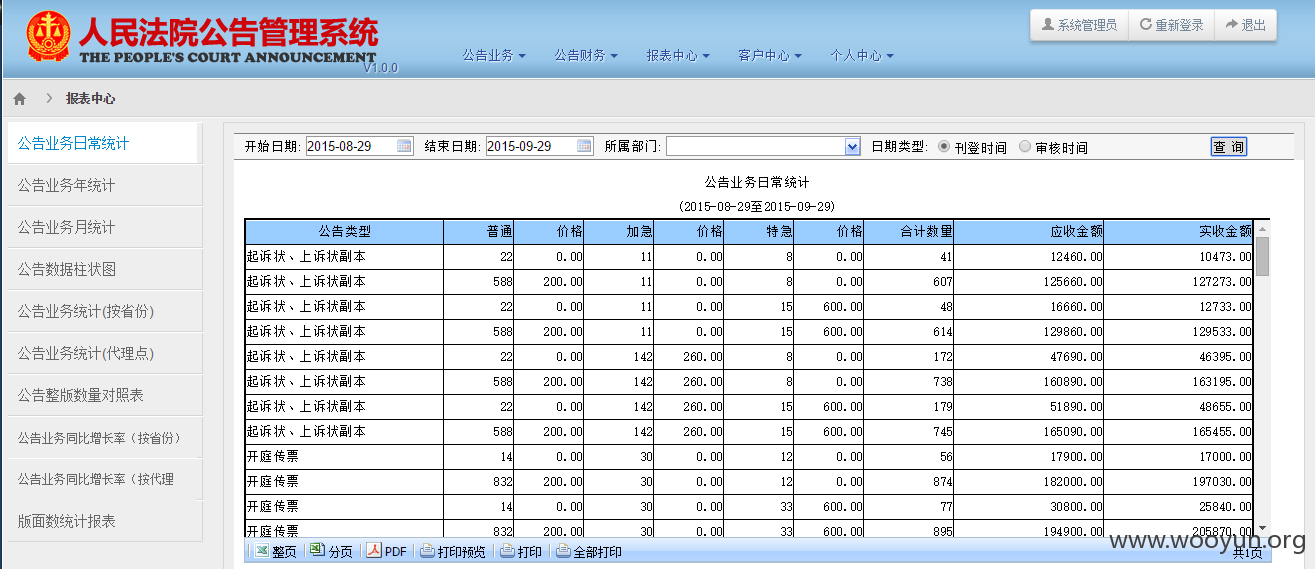 人民法院公告管理系统
THE PEOPLE'S COURT ANNOUNCEMENT
V1.0.0
公告业务 公告财务 报表中心 客户中心 个人中心
系统管理员 重新登录 退出
报表中心
公告业务日常统计
公告业务年统计
公告业务月统计
公告数据柱状图
公告业务统计(按省份)
公告业务统计(代理点)
公告整版数量对照表
公告业务同比增长率（按省份）
公告业务同比增长率（按代理
版面数统计报表
开始日期: 2015-08-29 结束日期: 2015-09-29 所属部门: 日期类型: 刊登时间 审核时间 查 询
公告业务日常统计
(2015-08-29至2015-09-29)
公告类型 普通 价格 加急 价格 特急 价格 合计数量 应收金额 实收金额
起诉状、上诉状副本 22 0.00 11 0.00 8 0.00 41 12460.00 10473.00
起诉状、上诉状副本 588 200.00 11 0.00 8 0.00 607 125660.00 127273.00
起诉状、上诉状副本 22 0.00 11 0.00 15 600.00 48 16660.00 12733.00
起诉状、上诉状副本 588 200.00 11 0.00 15 600.00 614 129860.00 129533.00
起诉状、上诉状副本 22 0.00 142 260.00 8 0.00 172 47690.00 46395.00
起诉状、上诉状副本 588 200.00 142 260.00 8 0.00 738 160890.00 163195.00
起诉状、上诉状副本 22 0.00 142 260.00 15 600.00 179 51890.00 48655.00
起诉状、上诉状副本 588 200.00 142 260.00 15 600.00 745 165090.00 165455.00
开庭传票 14 0.00 30 0.00 12 0.00 56 17900.00 17000.00
开庭传票 832 200.00 30 0.00 12 0.00 874 182000.00 197030.00
开庭传票 14 0.00 30 0.00 33 600.00 77 30800.00 25840.00
开庭传票 832 200.00 30 0.00 33 600.00 895 194900.00 205870.00
整页 分页 PDF 打印预览 打印 全部打印 共1页
www.wooyun.org